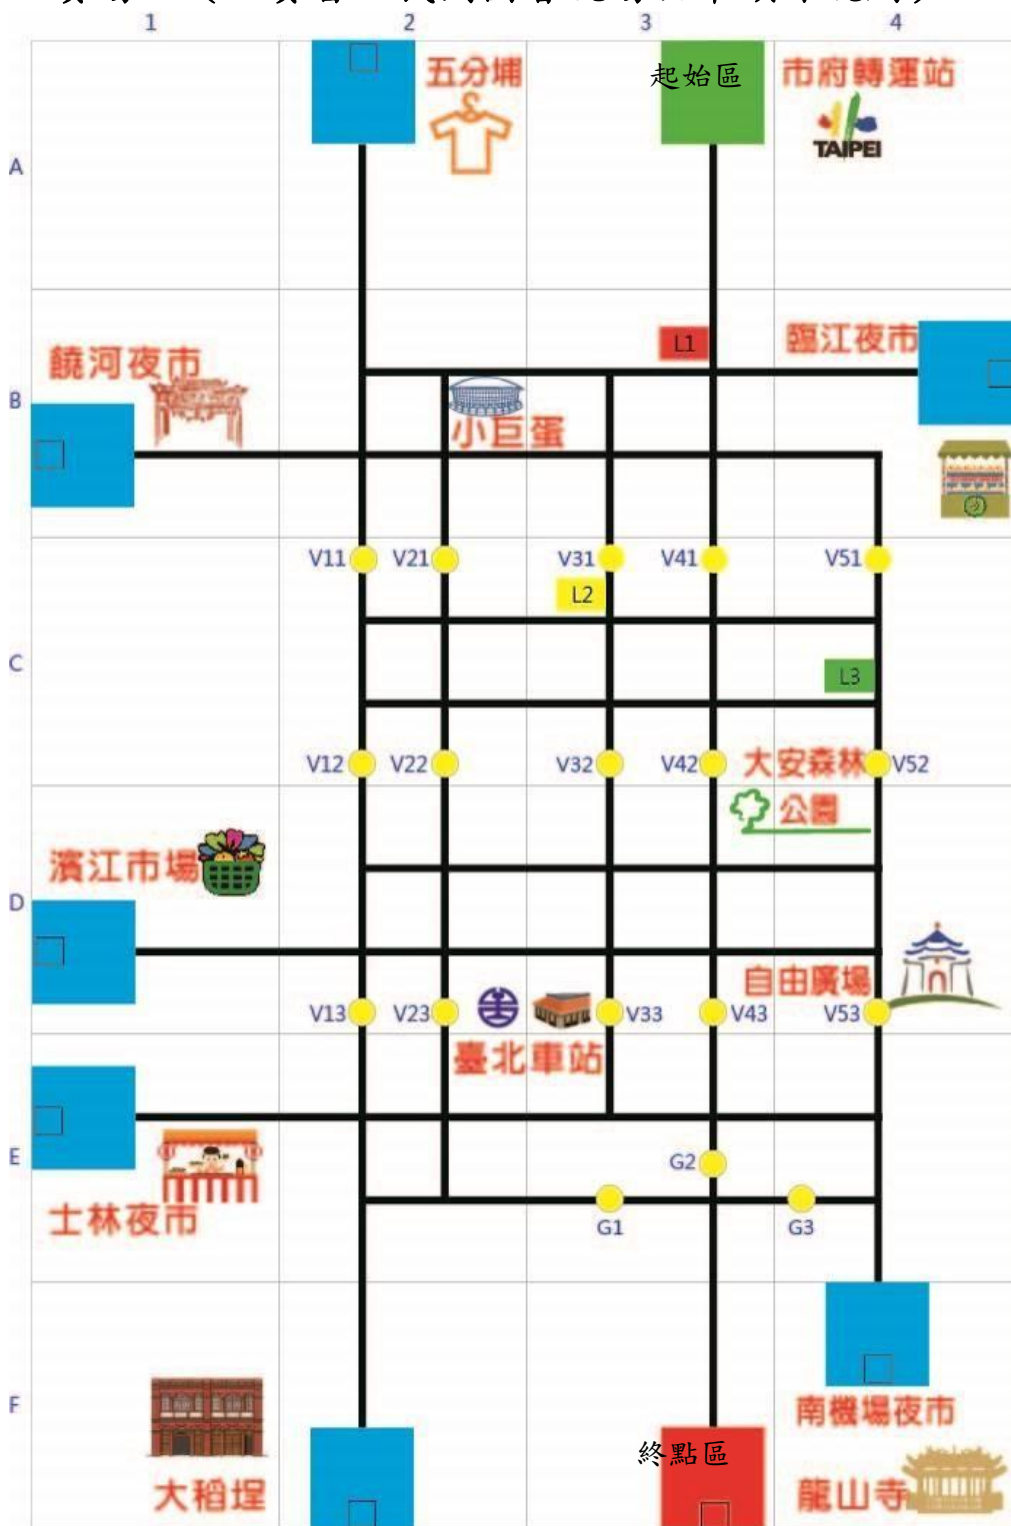 1 2 3 4
五分埔
起始區
市府轉運站
TAIPEI
A
L1
臨江夜市
饒河夜市
B
小巨蛋
V11 V21 V31 V41 V51
L2
C
L3
V12 V22 V32 V42 大安森林 V52
公園
濱江市場
D
自由廣場
V13 V23 V33 V43 V53
臺北車站
E
G2
士林夜市
G1 G3
F
南機場夜市
終點區
大稻埕
龍山寺